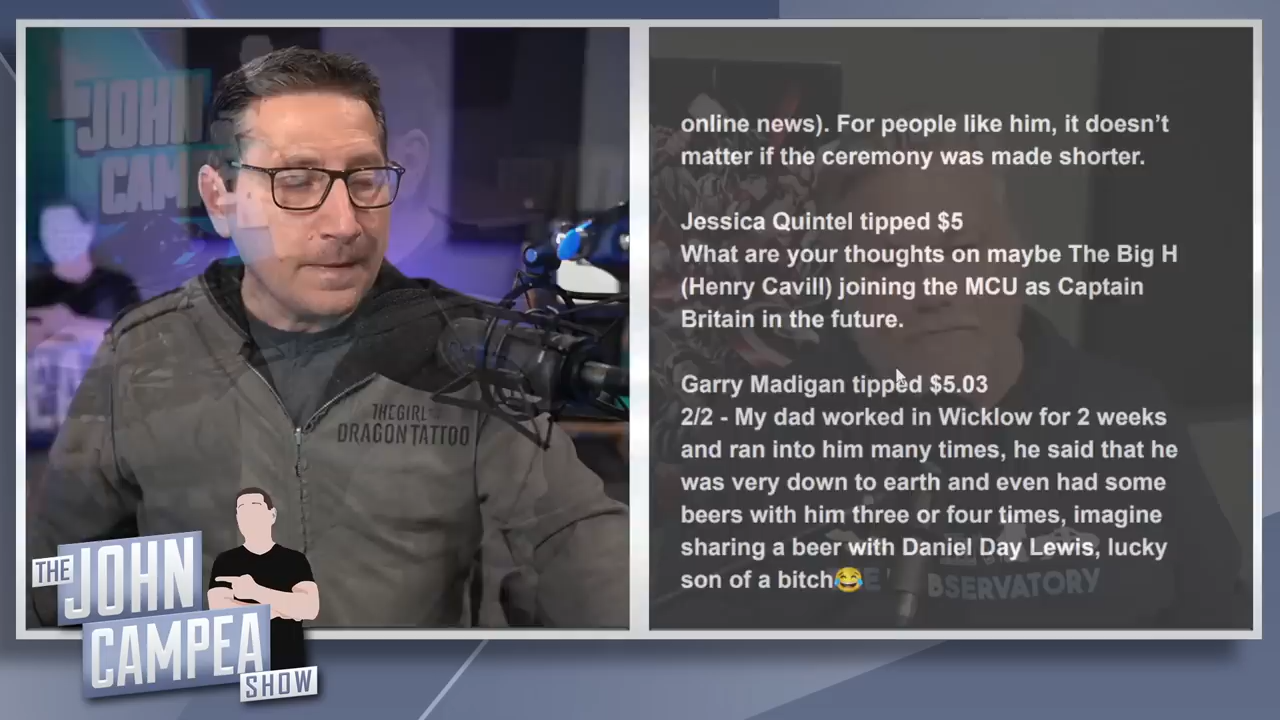 JOHN
CAM
THE GIRL
DRAGON TATTOO
THE
JOHN
CAMPEA
SHOW
online news). For people like him, it doesn’t
matter if the ceremony was made shorter.
Jessica Quintel tipped $5
What are your thoughts on maybe The Big H
(Henry Cavill) joining the MCU as Captain
Britain in the future.
Garry Madigan tipped $5.03
2/2 - My dad worked in Wicklow for 2 weeks
and ran into him many times, he said that he
was very down to earth and even had some
beers with him three or four times, imagine
sharing a beer with Daniel Day Lewis, lucky
son of a bitch😂
BSERVATORY